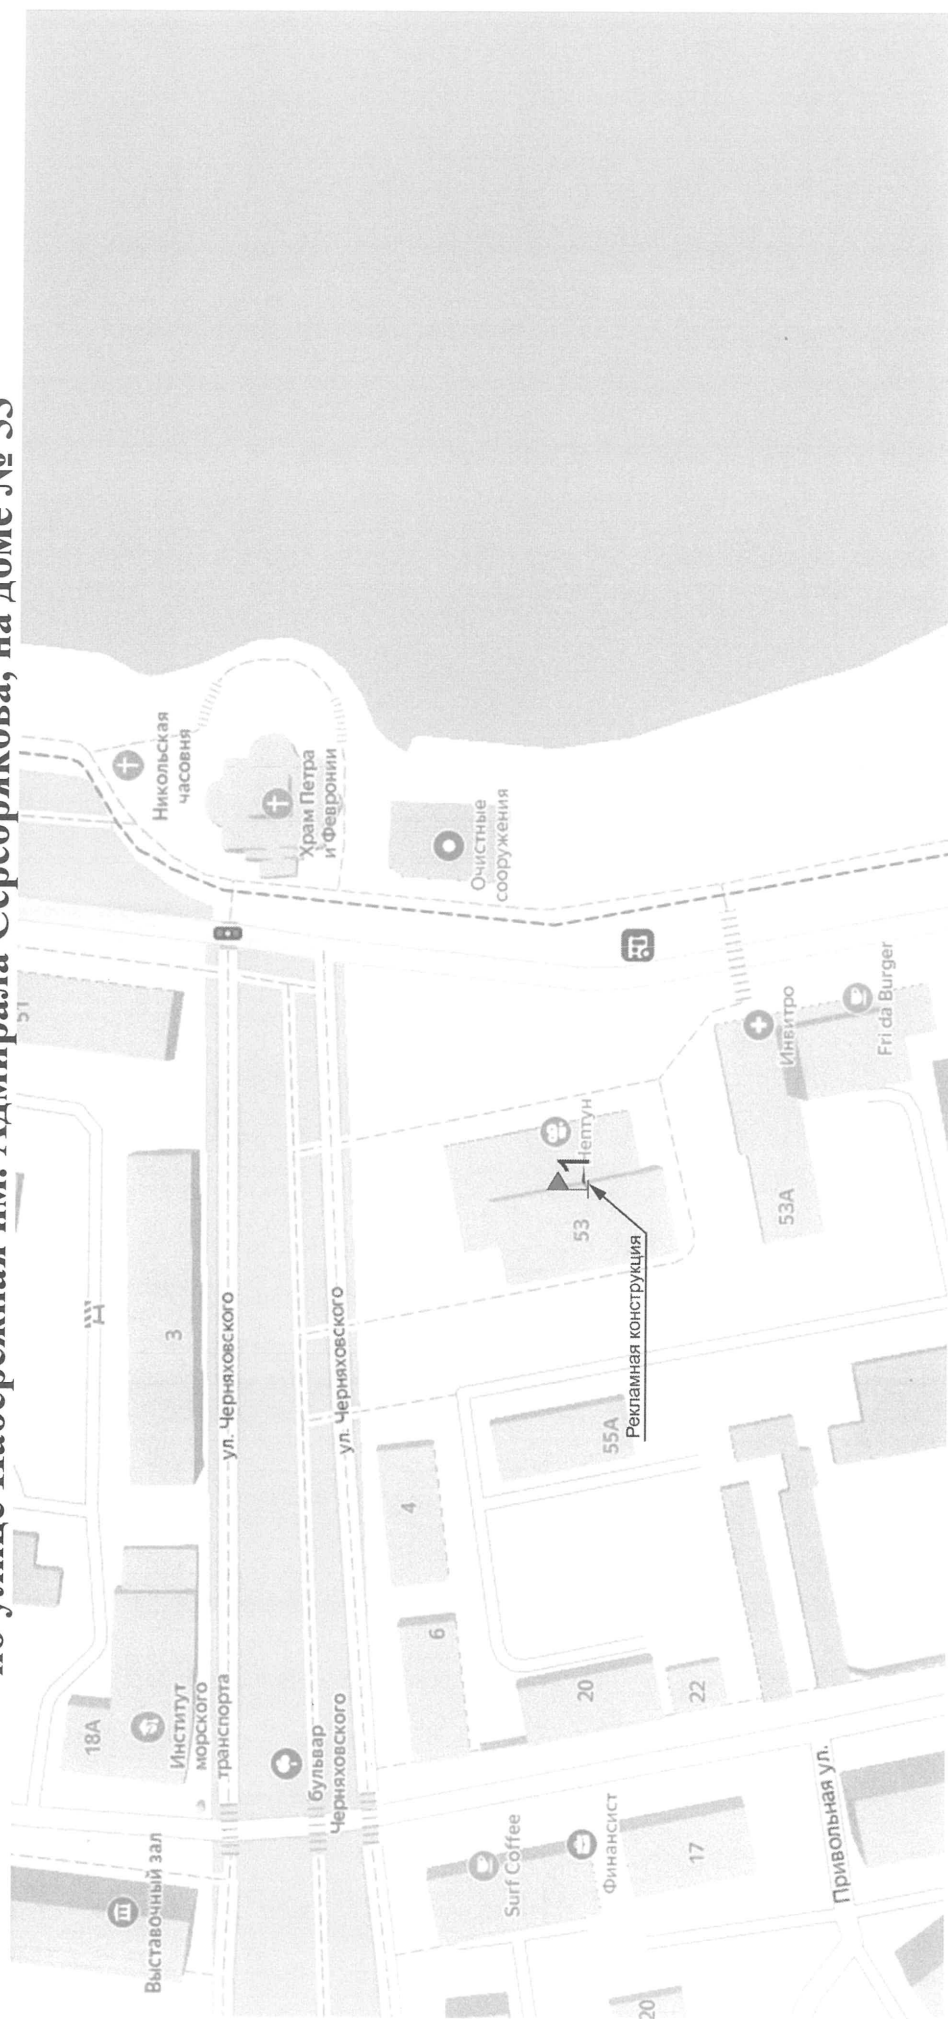 по улице Набережная им. Адмирала Серебрякова, на доме № 53
Выставочный зал
18А
Институт
морского
транспорта
3
51
Никольская
часовня
Храм Петра
и Февронии
ул. Черняховского
бульвар
Черняховского
ул. Черняховского
Очистные
сооружения
6
4
53
1
Нептун
Рекламная конструкция
55А
20
22
Surf Coffee
Финансист
17
20
Привольная ул.
53А
Инвитро
Frida Burger